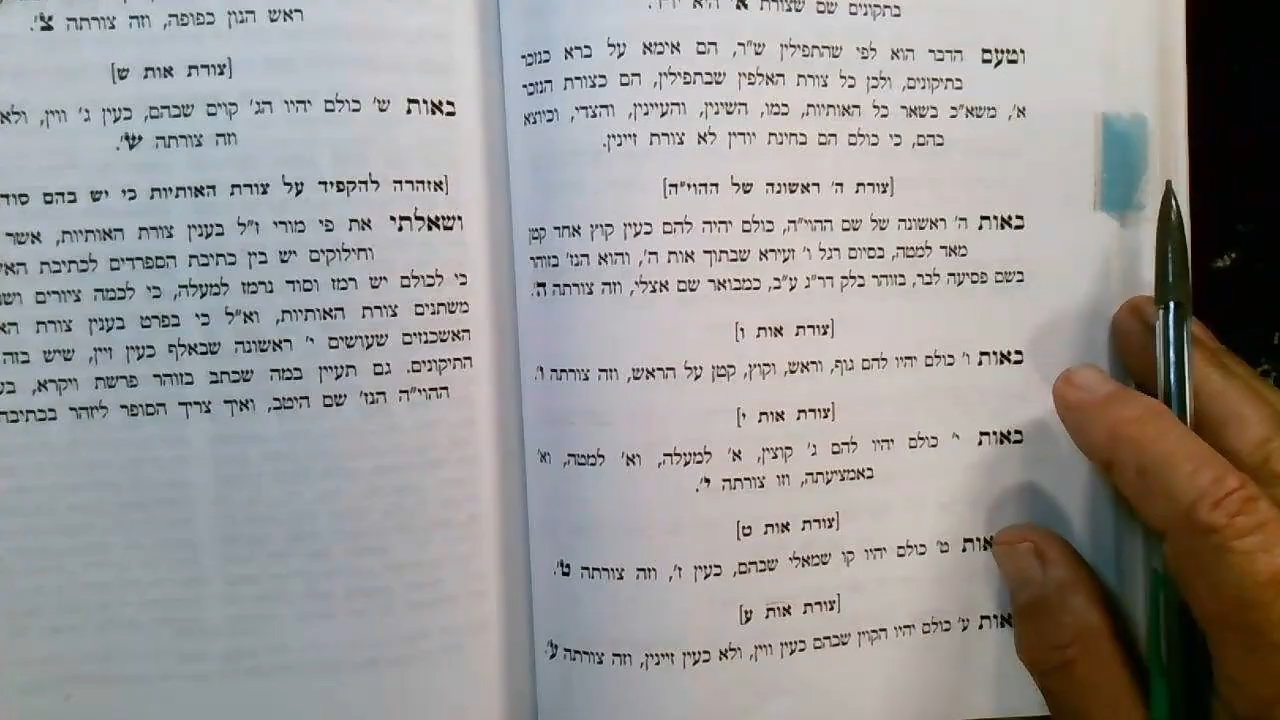 בתקונים שם שצורת א' היא יו"י.
וטעם הדבר הוא לפי שהתפילין ש"ר, הם אימא על ברא כנזכר
בתיקונים, ולכן כל צורת האלפין שבתפילין, הם כצורת הנזכר
א', משא"כ בשאר כל האותיות, כמו, השינין, והעיינין, והצדי, וכיוצא
בהם, כי כולם הם בחינת יודין לא צורת זיינין.
[צורת ה' ראשונה של ההוי"ה]
באות ה' ראשונה של שם ההוי"ה, כולם יהיה להם כעין קוץ אחד קטן
מאד למטה, בסיום רגל ו' זעירא שבתוך אות ה', והוא הנז' בזוהר
בשם פסיעה לבר, בזוהר בלק דר"ג ע"ב, כמבואר שם אצלי, וזה צורתה ה'.
[צורת אות ו]
באות ו' כולם יהיו להם גוף, וראש, וקוץ, קטן על הראש, וזה צורתה ו'.
[צורת אות י]
באות י' כולם יהיו להם ג' קוצין, א' למעלה, וא' למטה, וא'
באמציעתה, וזו צורתה י'.
[צורת אות ט]
אות ט' כולם יהיו קו שמאלי שבהם, כעין ז', וזה צורתה ט'.
[צורת אות ע]
אות ע' כולם יהיו הקוין שבהם כעין ווין, ולא כעין זיינין, וזה צורתה ע'.
ראש הנון כפופה, וזה צורתה צ'.
[צורת אות ש]
באות ש' כולם יהיו הג' קוים שבהם, כעין ג' ווין, ולא
וזה צורתה ש'.
[אזהרה להקפיד על צורת האותיות כי יש בהם סוד
ושאלתי את פי מורי ז"ל בענין צורת האותיות, אשר
וחילוקים יש בין כתיבת הספרדים לכתיבת
כי לכולם יש רמז וסוד נרמז למעלה, כי לכמה ציורים
משתנים צורת האותיות, וא"ל כי בפרט בענין צורת
האשכנזים שעושים י' ראשונה שבאלף כעין זיין, שיש בזה
התיקונים. גם תעיין במה שכתב בזוהר פרשת ויקרא,
ההוי"ה הנז' שם היטב, ואיך צריך הסופר ליזהר בכתיבת